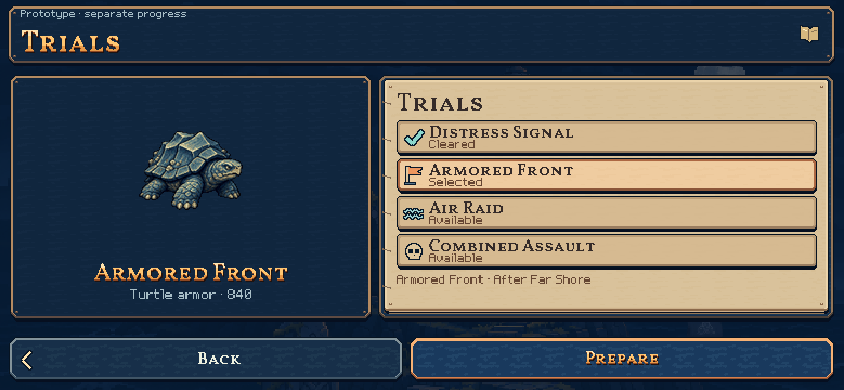 Prototype · separate progress
Trials
Armored Front
Turtle armor · 840
Trials
Distress Signal
Cleared
Armored Front
Selected
Air Raid
Available
Combined Assault
Available
Armored Front · After Far Shore
Back
Prepare